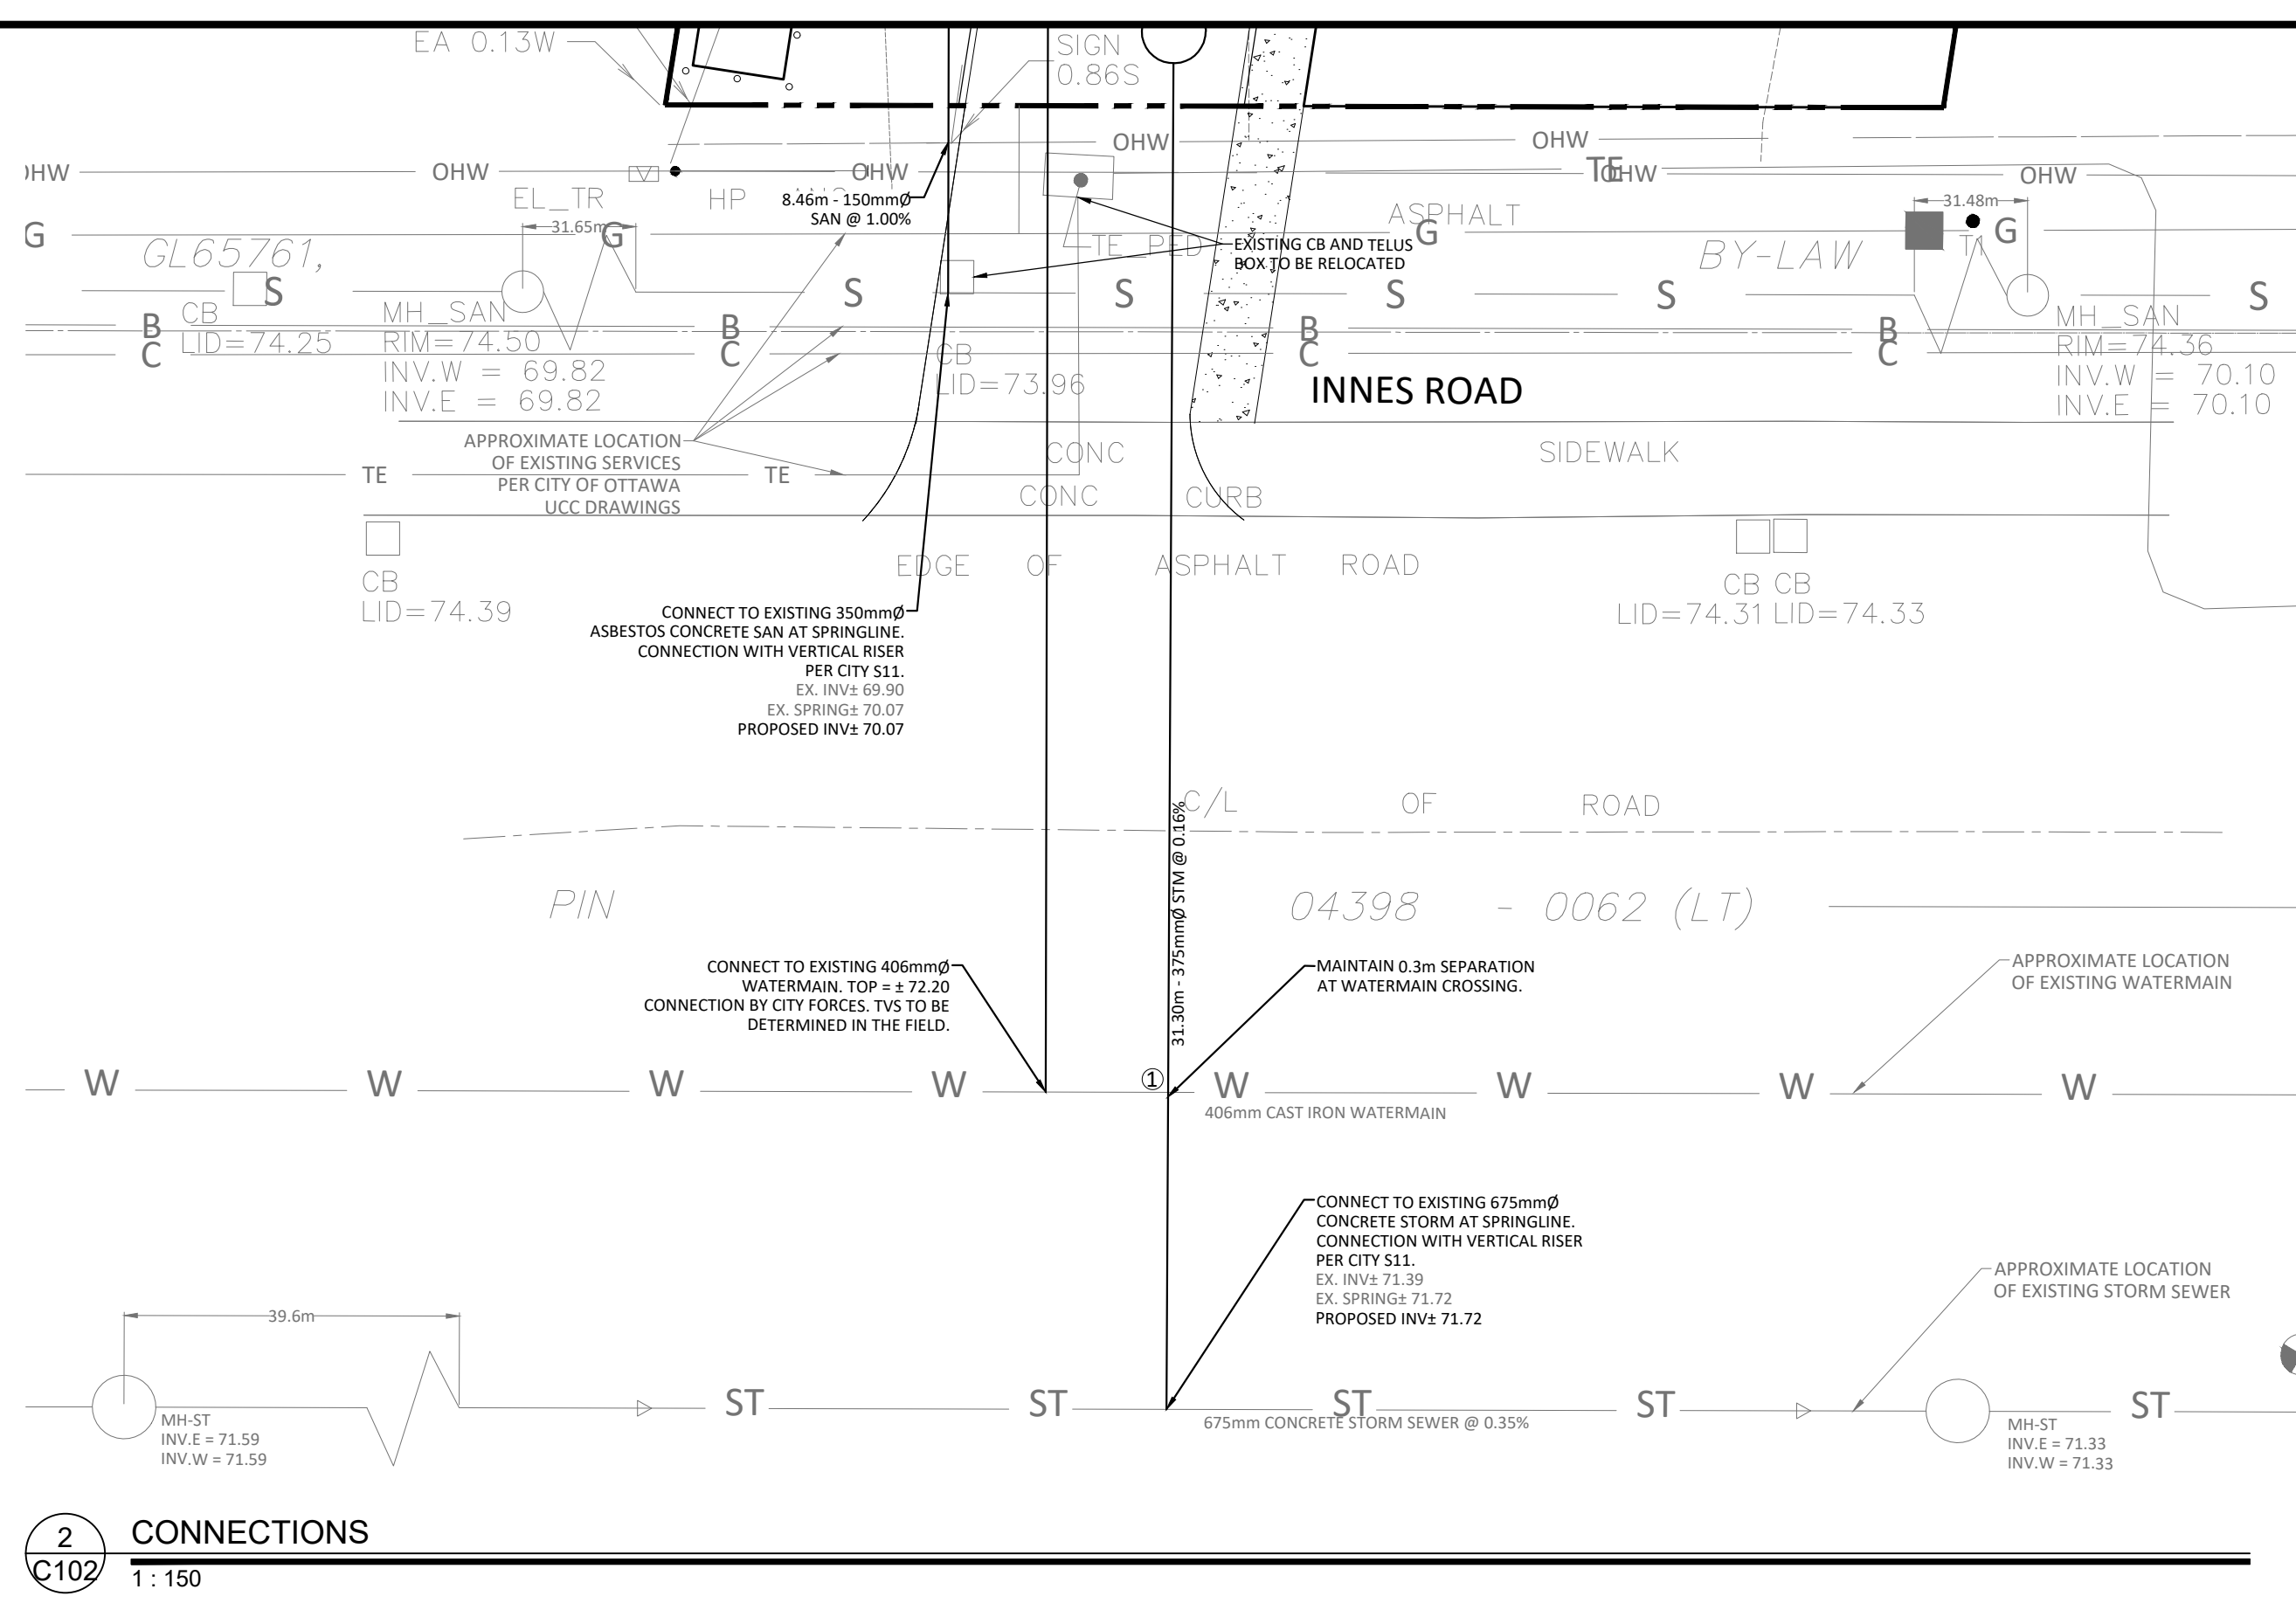 EA 0.13W
SIGN
0.86S
OHW
OHW
OHW
OHW
OHW
TE
OHW
OHW
EL_TR
HP
8.46m - 150mmØ
SAN @ 1.00%
31.65m
31.48m
ASPHALT
G
G
G
G
GL65761,
TE_PED
EXISTING CB AND TELUS
BOX TO BE RELOCATED
BY-LAW
S
S
S
S
S
S
CB
LID=74.25
MH_SAN
RIM=74.50
INV.W = 69.82
INV.E = 69.82
B
B
B
B
C
C
C
C
CB
LID=73.96
INNES ROAD
MH_SAN
RIM=74.36
INV.W = 70.10
INV.E = 70.10
APPROXIMATE LOCATION
OF EXISTING SERVICES
PER CITY OF OTTAWA
UCC DRAWINGS
TE
TE
CONC
SIDEWALK
CONC CURB
CB
LID=74.39
EDGE OF ASPHALT ROAD
CB CB
LID=74.31 LID=74.33
CONNECT TO EXISTING 350mmØ
ASBESTOS CONCRETE SAN AT SPRINGLINE.
CONNECTION WITH VERTICAL RISER
PER CITY S11.
EX. INV± 69.90
EX. SPRING± 70.07
PROPOSED INV± 70.07
C/L OF ROAD
31.30m - 375mmØ STM @ 0.16%
PIN 04398 - 0062 (LT)
CONNECT TO EXISTING 406mmØ
WATERMAIN. TOP = ± 72.20
CONNECTION BY CITY FORCES. TVS TO BE
DETERMINED IN THE FIELD.
MAINTAIN 0.3m SEPARATION
AT WATERMAIN CROSSING.
APPROXIMATE LOCATION
OF EXISTING WATERMAIN
W W W W 1 W W W W
406mm CAST IRON WATERMAIN
CONNECT TO EXISTING 675mmØ
CONCRETE STORM AT SPRINGLINE.
CONNECTION WITH VERTICAL RISER
PER CITY S11.
EX. INV± 71.39
EX. SPRING± 71.72
PROPOSED INV± 71.72
APPROXIMATE LOCATION
OF EXISTING STORM SEWER
39.6m
ST ST ST ST ST
675mm CONCRETE STORM SEWER @ 0.35%
MH-ST
INV.E = 71.59
INV.W = 71.59
MH-ST
INV.E = 71.33
INV.W = 71.33
2
C102
CONNECTIONS
1 : 150